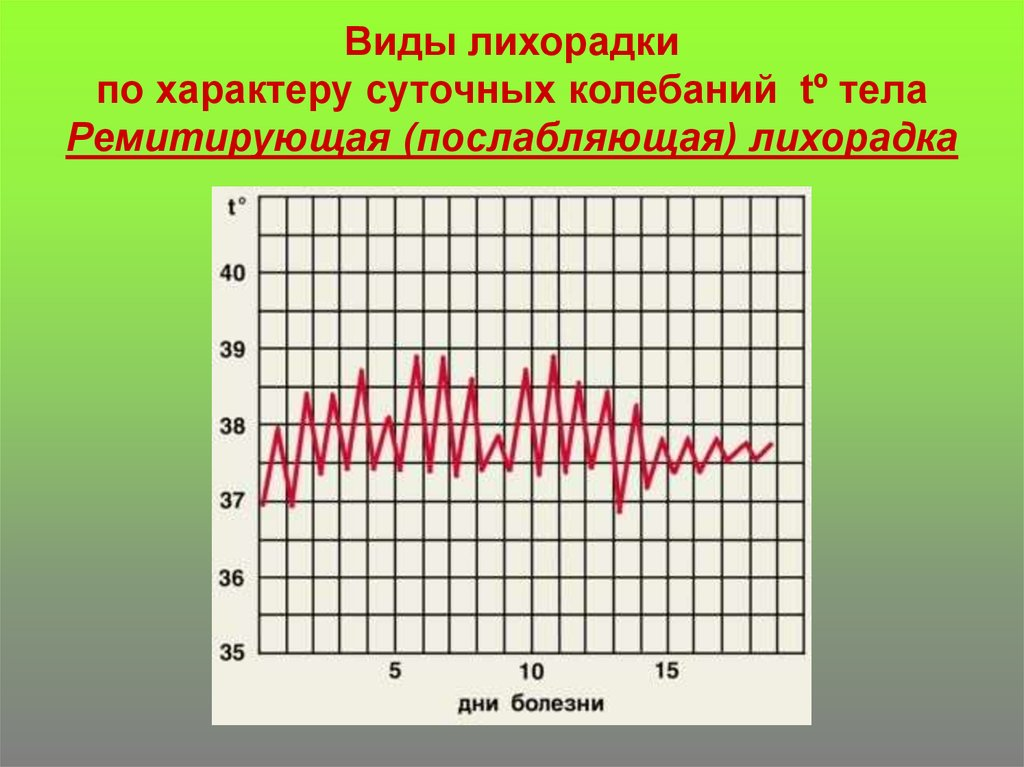 Виды лихорадки
по характеру суточных колебаний tº тела
Ремитирующая (послабляющая) лихорадка
t°
40
39
38
37
36
35
5 10 15
дни болезни